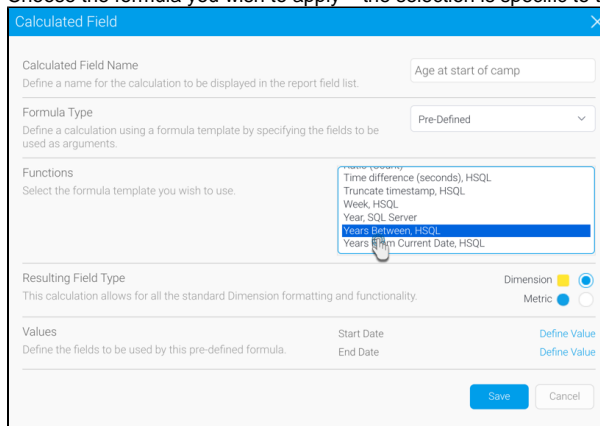 Choose the formula you wish to apply – the selection is specific to
Calculated Field
Calculated Field Name
Define a name for the calculation to be displayed in the report field list.
Age at start of camp
Formula Type
Define a calculation using a formula template by specifying the fields to be
used as arguments.
Pre-Defined
Functions
Select the formula template you wish to use.
Ratio (Count)
Time difference (seconds), HSQL
Truncate timestamp, HSQL
Week, HSQL
Year, SQL Server
Years Between, HSQL
Years From Current Date, HSQL
Resulting Field Type
This calculation allows for all the standard Dimension formatting and functionality.
Dimension
Metric
Values
Define the fields to be used by this pre-defined formula.
Start Date Define Value
End Date Define Value
Save Cancel